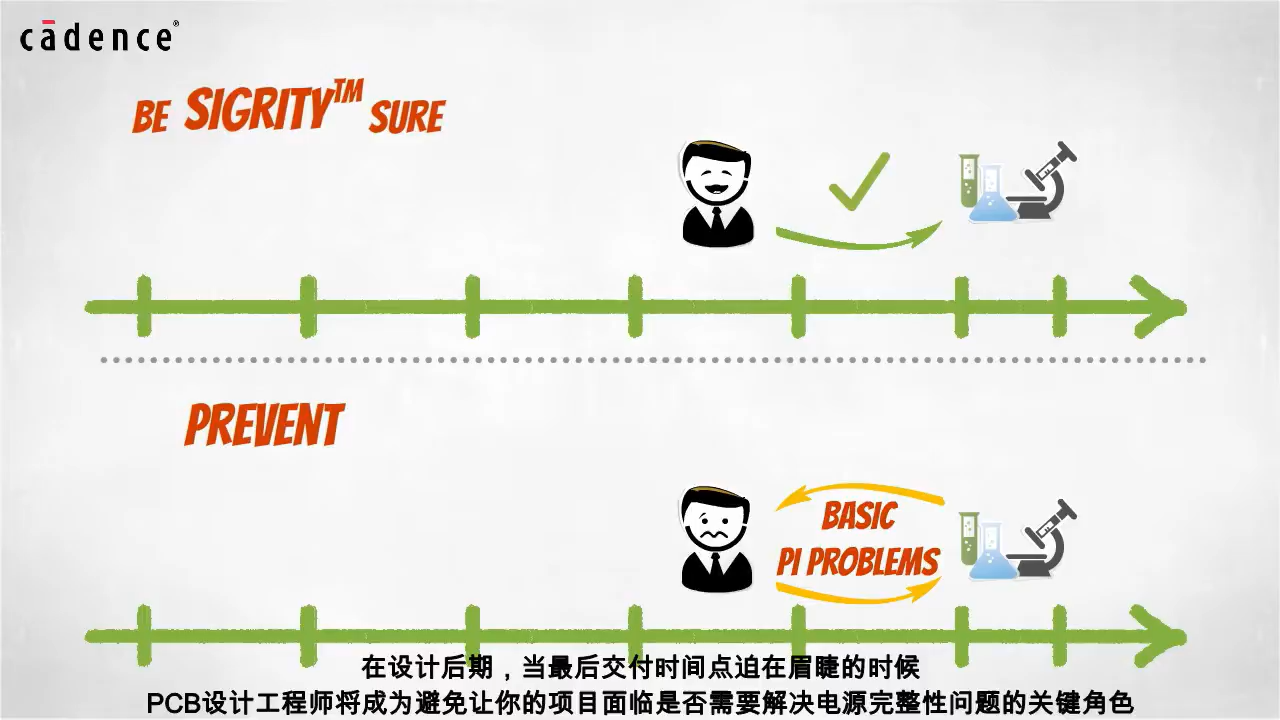 cādence®
BE SIGRITY™ SURE
PREVENT
BASIC
PI PROBLEMS
在设计后期，当最后交付时间点迫在眉睫的时候
PCB设计工程师将成为避免让你的项目面临是否需要解决电源完整性问题的关键角色